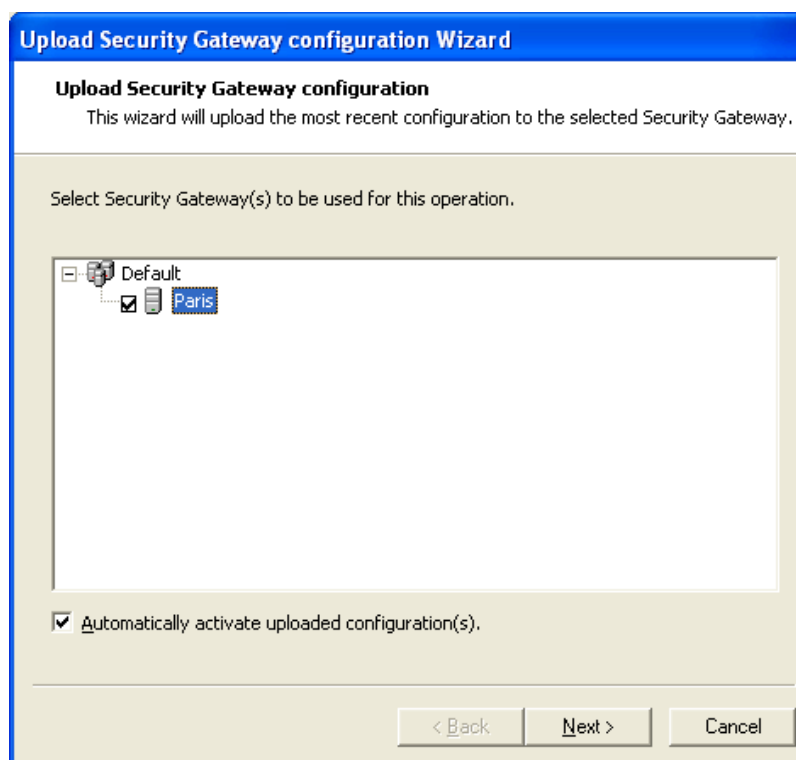 Upload Security Gateway configuration Wizard
Upload Security Gateway configuration
This wizard will upload the most recent configuration to the selected Security Gateway.
Select Security Gateway(s) to be used for this operation.
Default
Paris
Automatically activate uploaded configuration(s).
< Back Next > Cancel